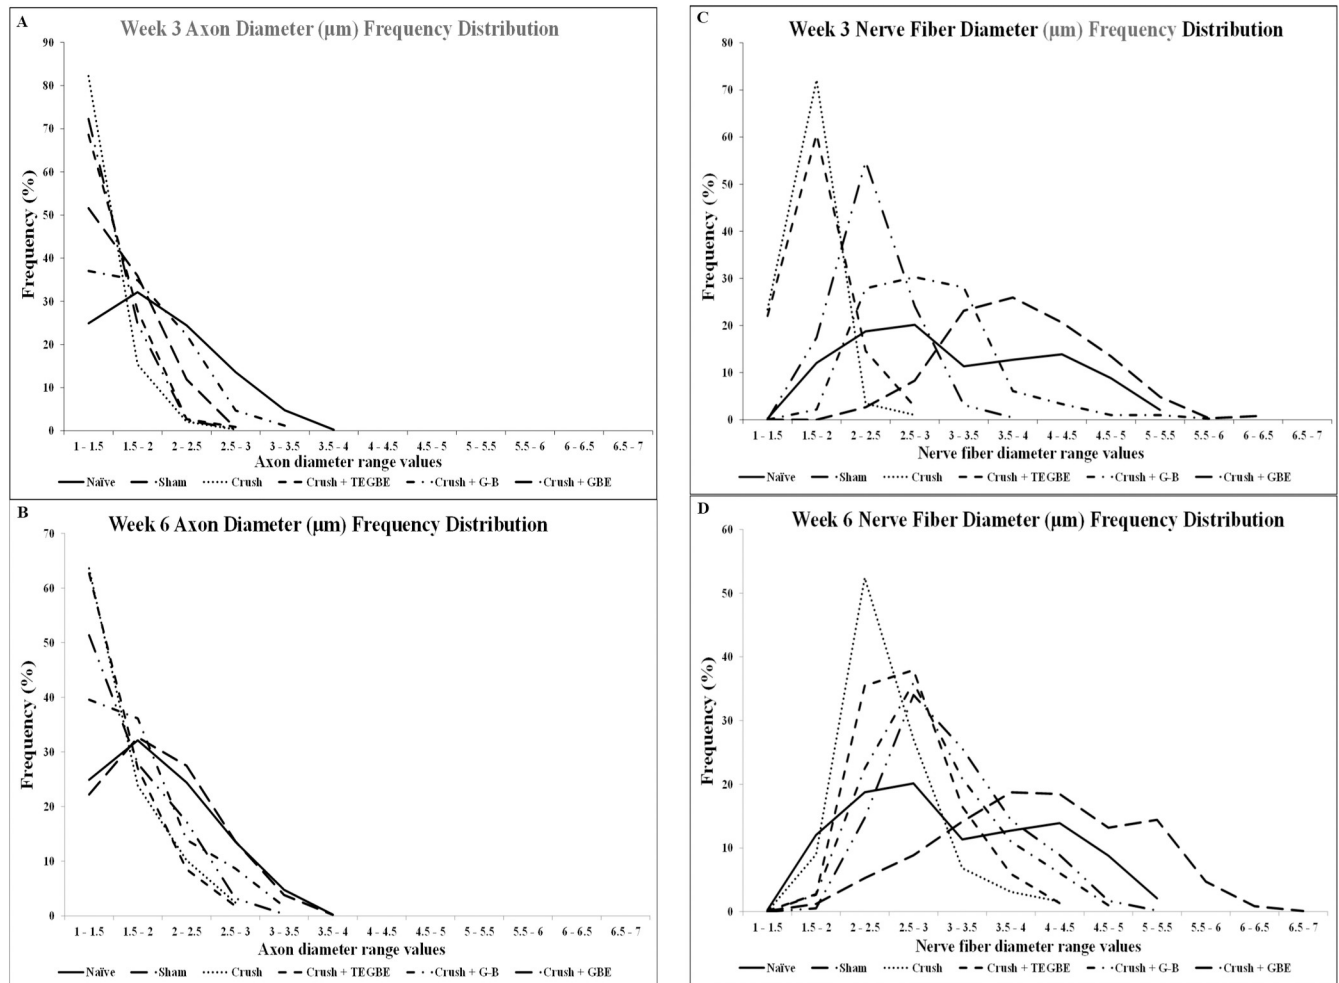 A
Week 3 Axon Diameter (µm) Frequency Distribution
90
80
70
60
50
40
30
20
10
0
Frequency (%)
1 - 1.5 1.5 - 2 2 - 2.5 2.5 - 3 3 - 3.5 3.5 - 4 4 - 4.5 4.5 - 5 5 - 5.5 5.5 - 6 6 - 6.5 6.5 - 7
Axon diameter range values
Naïve Sham Crush Crush + TEGBE Crush + G-B Crush + GBE
B
Week 6 Axon Diameter (µm) Frequency Distribution
70
60
50
40
30
20
10
0
Frequency (%)
1 - 1.5 1.5 - 2 2 - 2.5 2.5 - 3 3 - 3.5 3.5 - 4 4 - 4.5 4.5 - 5 5 - 5.5 5.5 - 6 6 - 6.5 6.5 - 7
Axon diameter range values
Naïve Sham Crush Crush + TEGBE Crush + G-B Crush + GBE
C
Week 3 Nerve Fiber Diameter (µm) Frequency Distribution
80
70
60
50
40
30
20
10
0
Frequency (%)
1 - 1.5 1.5 - 2 2 - 2.5 2.5 - 3 3 - 3.5 3.5 - 4 4 - 4.5 4.5 - 5 5 - 5.5 5.5 - 6 6 - 6.5 6.5 - 7
Nerve fiber diameter range values
Naïve Sham Crush Crush + TEGBE Crush + G-B Crush + GBE
D
Week 6 Nerve Fiber Diameter (µm) Frequency Distribution
60
50
40
30
20
10
0
Frequency (%)
1 - 1.5 1.5 - 2 2 - 2.5 2.5 - 3 3 - 3.5 3.5 - 4 4 - 4.5 4.5 - 5 5 - 5.5 5.5 - 6 6 - 6.5 6.5 - 7
Nerve fiber diameter range values
Naïve Sham Crush Crush + TEGBE Crush + G-B Crush + GBE